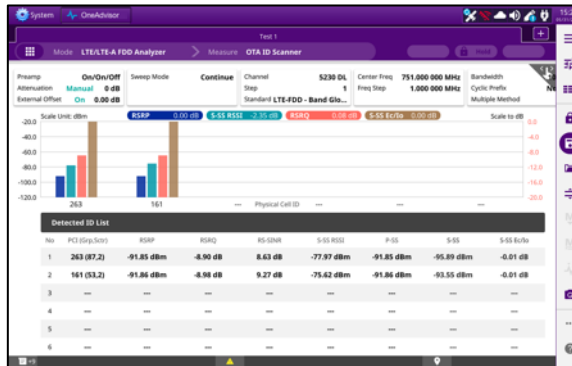 System OneAdvisor
15:2
Test 1
Mode LTE/LTE-A FDD Analyzer Measure OTA ID Scanner Hold
Preamp On/On/Off Sweep Mode Continue Channel 5230 DL Center Freq 751.000 000 MHz Bandwidth
Attenuation Manual 0 dB Step 1 Freq Step 1.000 000 MHz Cyclic Prefix
External Offset On 0.00 dB Standard LTE-FDD - Band Glo... Multiple Method
Scale Unit: dBm RSRP 0.00 dB S-SS RSSI -2.35 dB RSRQ 0.08 dB S-SS Ec/Io 0.00 dB Scale to dB
-20.0 0.0
-40.0 -4.0
-60.0 -8.0
-80.0 -12.0
-100.0 -16.0
-120.0 -20.0
263 161 --- Physical Cell ID --- --- ---
Detected ID List
No PCI (Grp,Sctr) RSRP RSRQ RS-SINR S-SS RSSI P-SS S-SS S-SS Ec/Io
1 263 (87,2) -91.85 dBm -8.90 dB 8.63 dB -77.97 dBm -91.85 dBm -95.89 dBm -0.01 dB
2 161 (53,2) -91.86 dBm -8.98 dB 9.27 dB -75.62 dBm -91.86 dBm -93.55 dBm -0.01 dB
3 --- --- --- --- --- --- --- ---
4 --- --- --- --- --- --- --- ---
5 --- --- --- --- --- --- --- ---
6 --- --- --- --- --- --- --- ---
+9